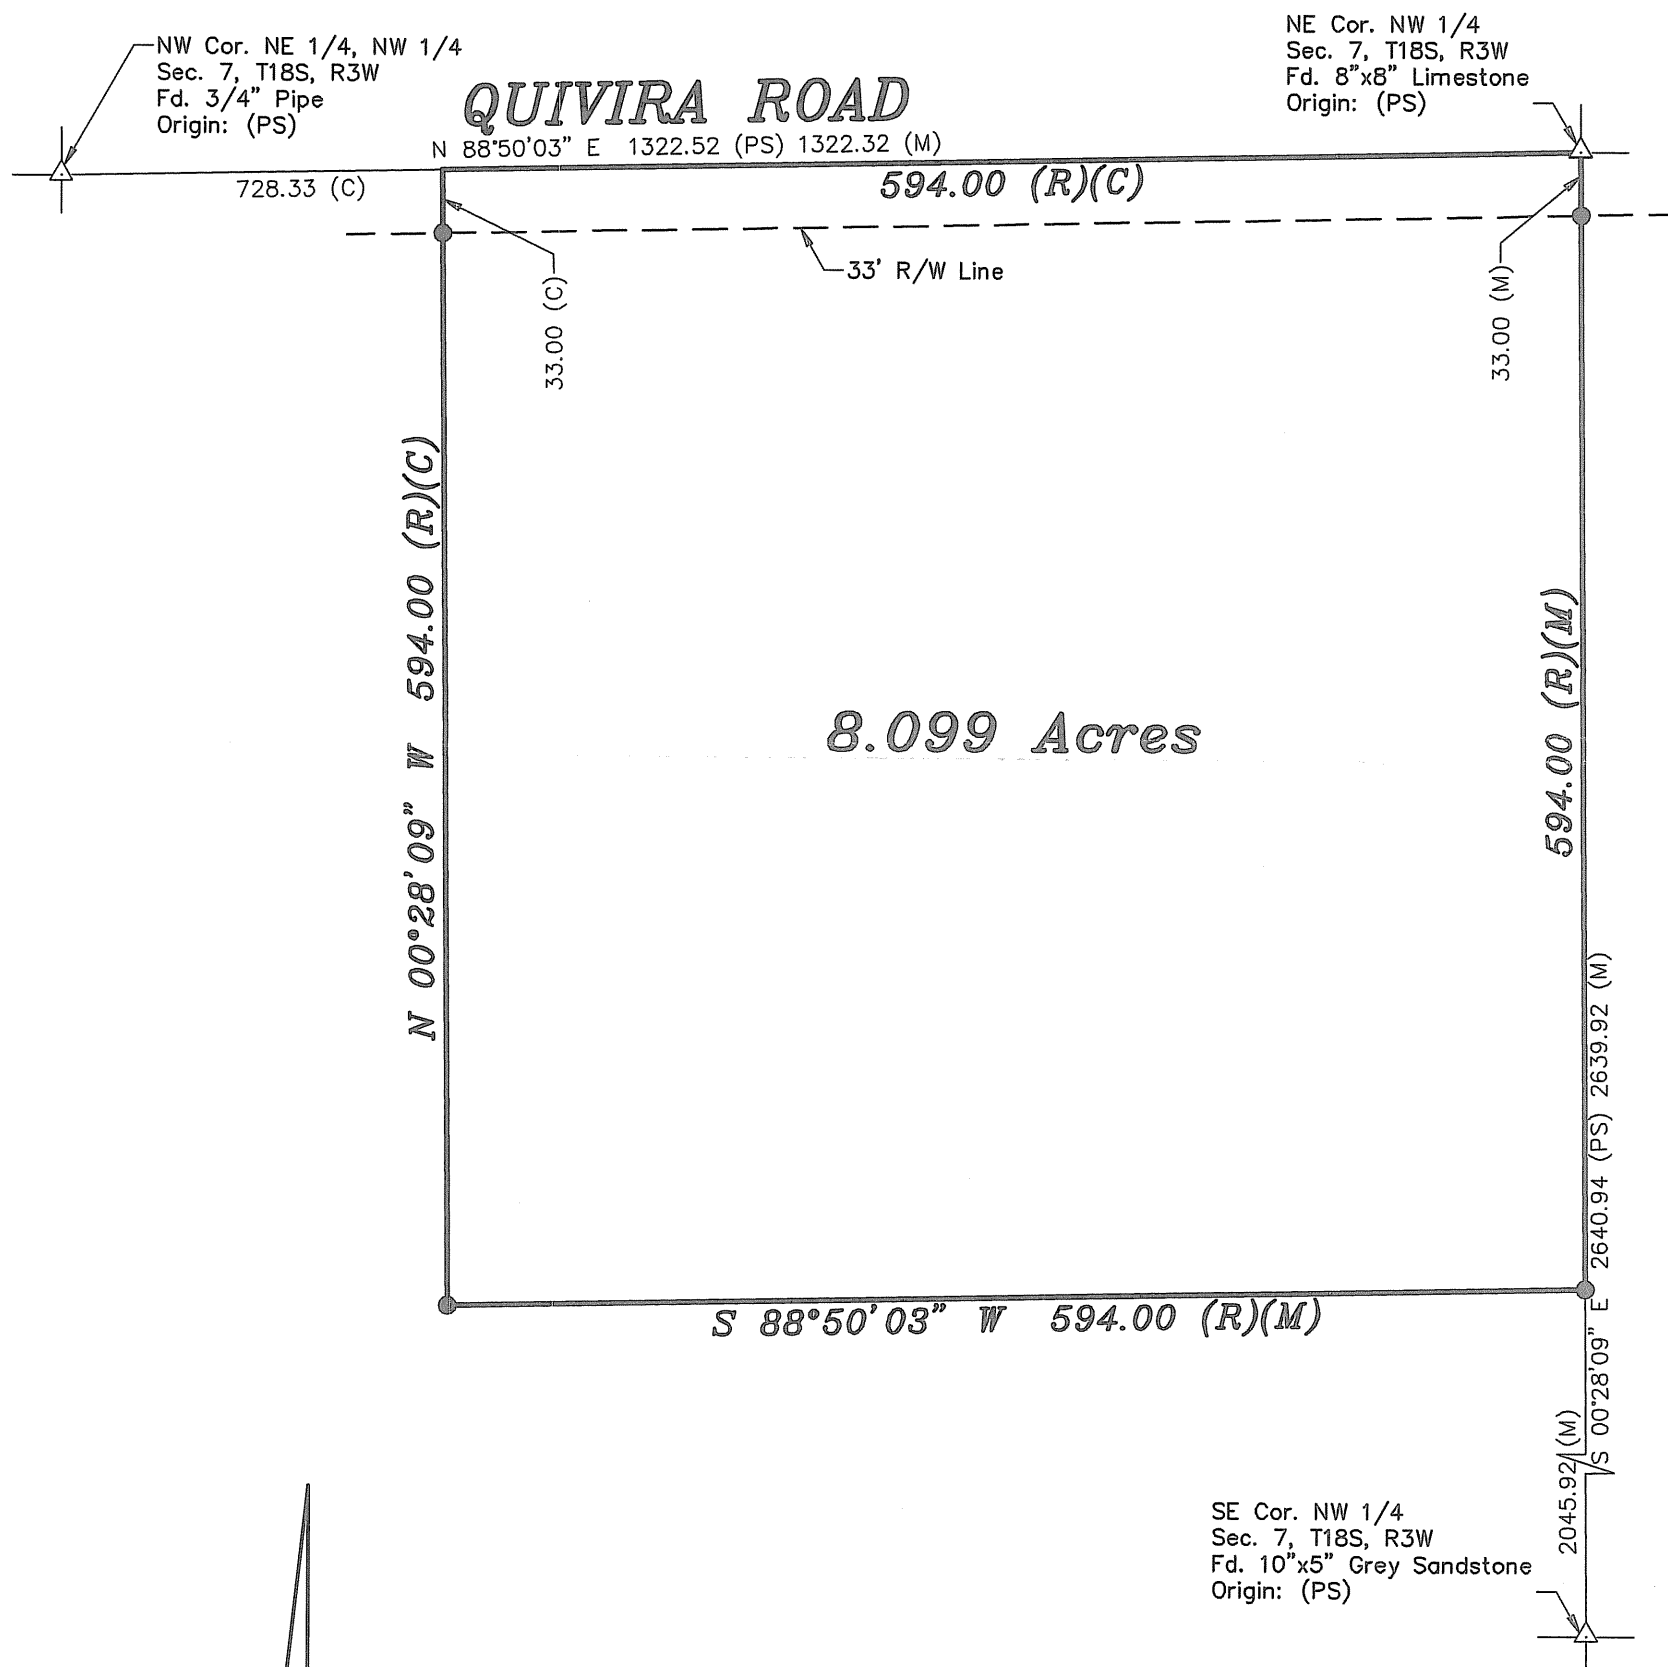 NW Cor. NE 1/4, NW 1/4
Sec. 7, T18S, R3W
Fd. 3/4" Pipe
Origin: (PS)
NE Cor. NW 1/4
Sec. 7, T18S, R3W
Fd. 8"x8" Limestone
Origin: (PS)
QUIVIRA ROAD
N 88°50'03" E 1322.52 (PS) 1322.32 (M)
728.33 (C)
594.00 (R)(C)
33' R/W Line
33.00 (C)
33.00 (M)
N 00°28'09" W 594.00 (R)(C)
594.00 (R)(M)
8.099 Acres
S 00°28'09" E 2640.94 (PS) 2639.92 (M)
S 88°50'03" W 594.00 (R)(M)
2045.92 (M)
SE Cor. NW 1/4
Sec. 7, T18S, R3W
Fd. 10"x5" Grey Sandstone
Origin: (PS)